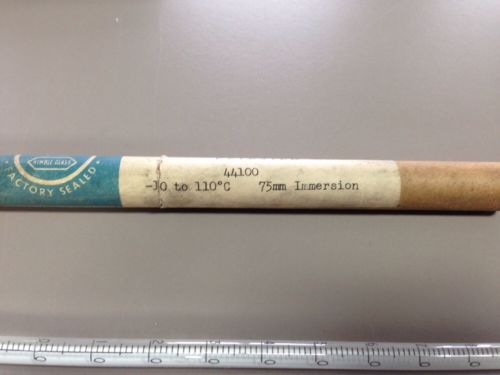 KIMBLE GLASS
FACTORY SEALED
44100
-10 to 110°C 75mm Immersion